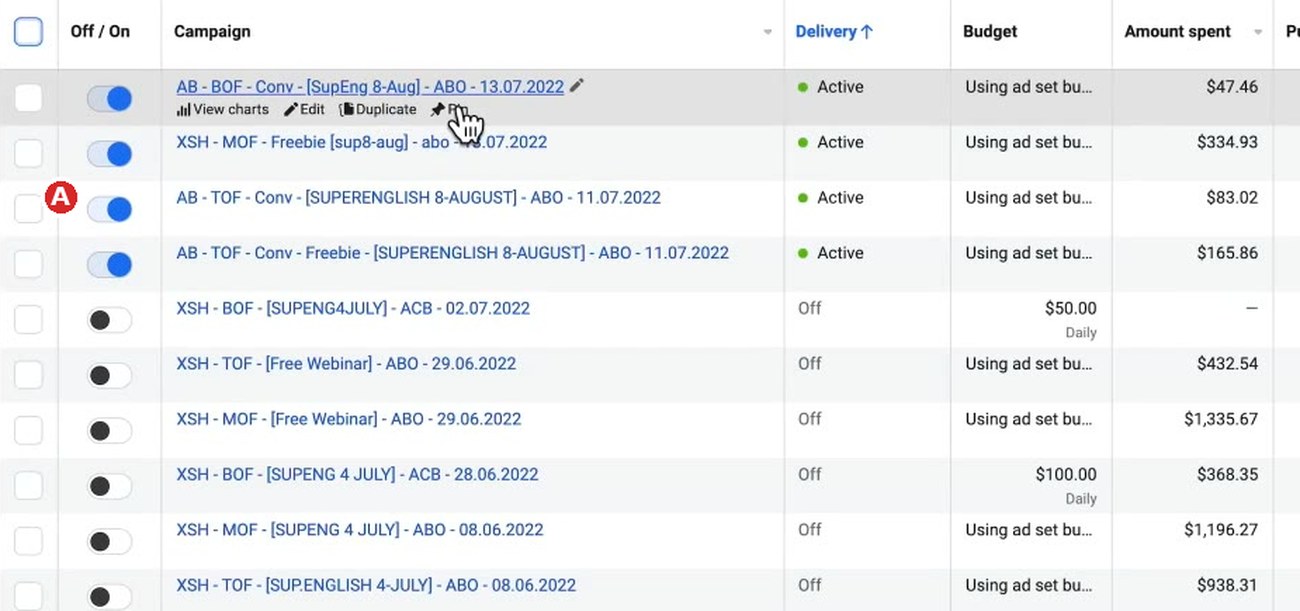 Off / On Campaign Delivery↑ Budget Amount spent
AB - BOF - Conv - [SupEng 8-Aug] - ABO - 13.07.2022 Active Using ad set bu... $47.46
View charts Edit Duplicate
XSH - MOF - Freebie [sup8-aug] - abo - .07.2022 Active Using ad set bu... $334.93
A
AB - TOF - Conv - [SUPERENGLISH 8-AUGUST] - ABO - 11.07.2022 Active Using ad set bu... $83.02
AB - TOF - Conv - Freebie - [SUPERENGLISH 8-AUGUST] - ABO - 11.07.2022 Active Using ad set bu... $165.86
XSH - BOF - [SUPENG4JULY] - ACB - 02.07.2022 Off $50.00 —
Daily
XSH - TOF - [Free Webinar] - ABO - 29.06.2022 Off Using ad set bu... $432.54
XSH - MOF - [Free Webinar] - ABO - 29.06.2022 Off Using ad set bu... $1,335.67
XSH - BOF - [SUPENG 4 JULY] - ACB - 28.06.2022 Off $100.00 $368.35
Daily
XSH - MOF - [SUPENG 4 JULY] - ABO - 08.06.2022 Off Using ad set bu... $1,196.27
XSH - TOF - [SUP.ENGLISH 4-JULY] - ABO - 08.06.2022 Off Using ad set bu... $938.31